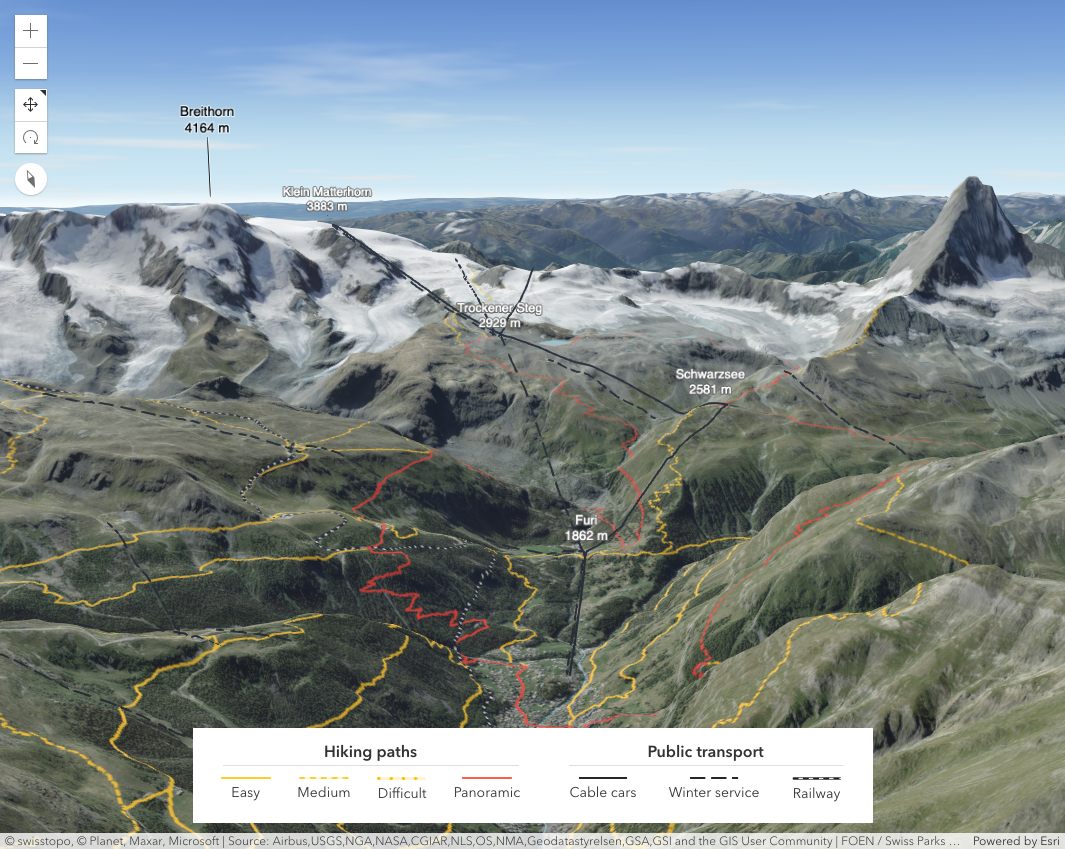 Breithorn
4164 m
Klein Matterhorn
3883 m
Trockener Steg
2929 m
Schwarzsee
2581 m
Furi
1862 m
Hiking paths
Public transport
Easy
Medium
Difficult
Panoramic
Cable cars
Winter service
Railway
© swisstopo, © Planet, Maxar, Microsoft | Source: Airbus,USGS,NGA,NASA,CGIAR,NLS,OS,NMA,Geodatastyrelsen,GSA,GSI and the GIS User Community | FOEN / Swiss Parks ...
Powered by Esri